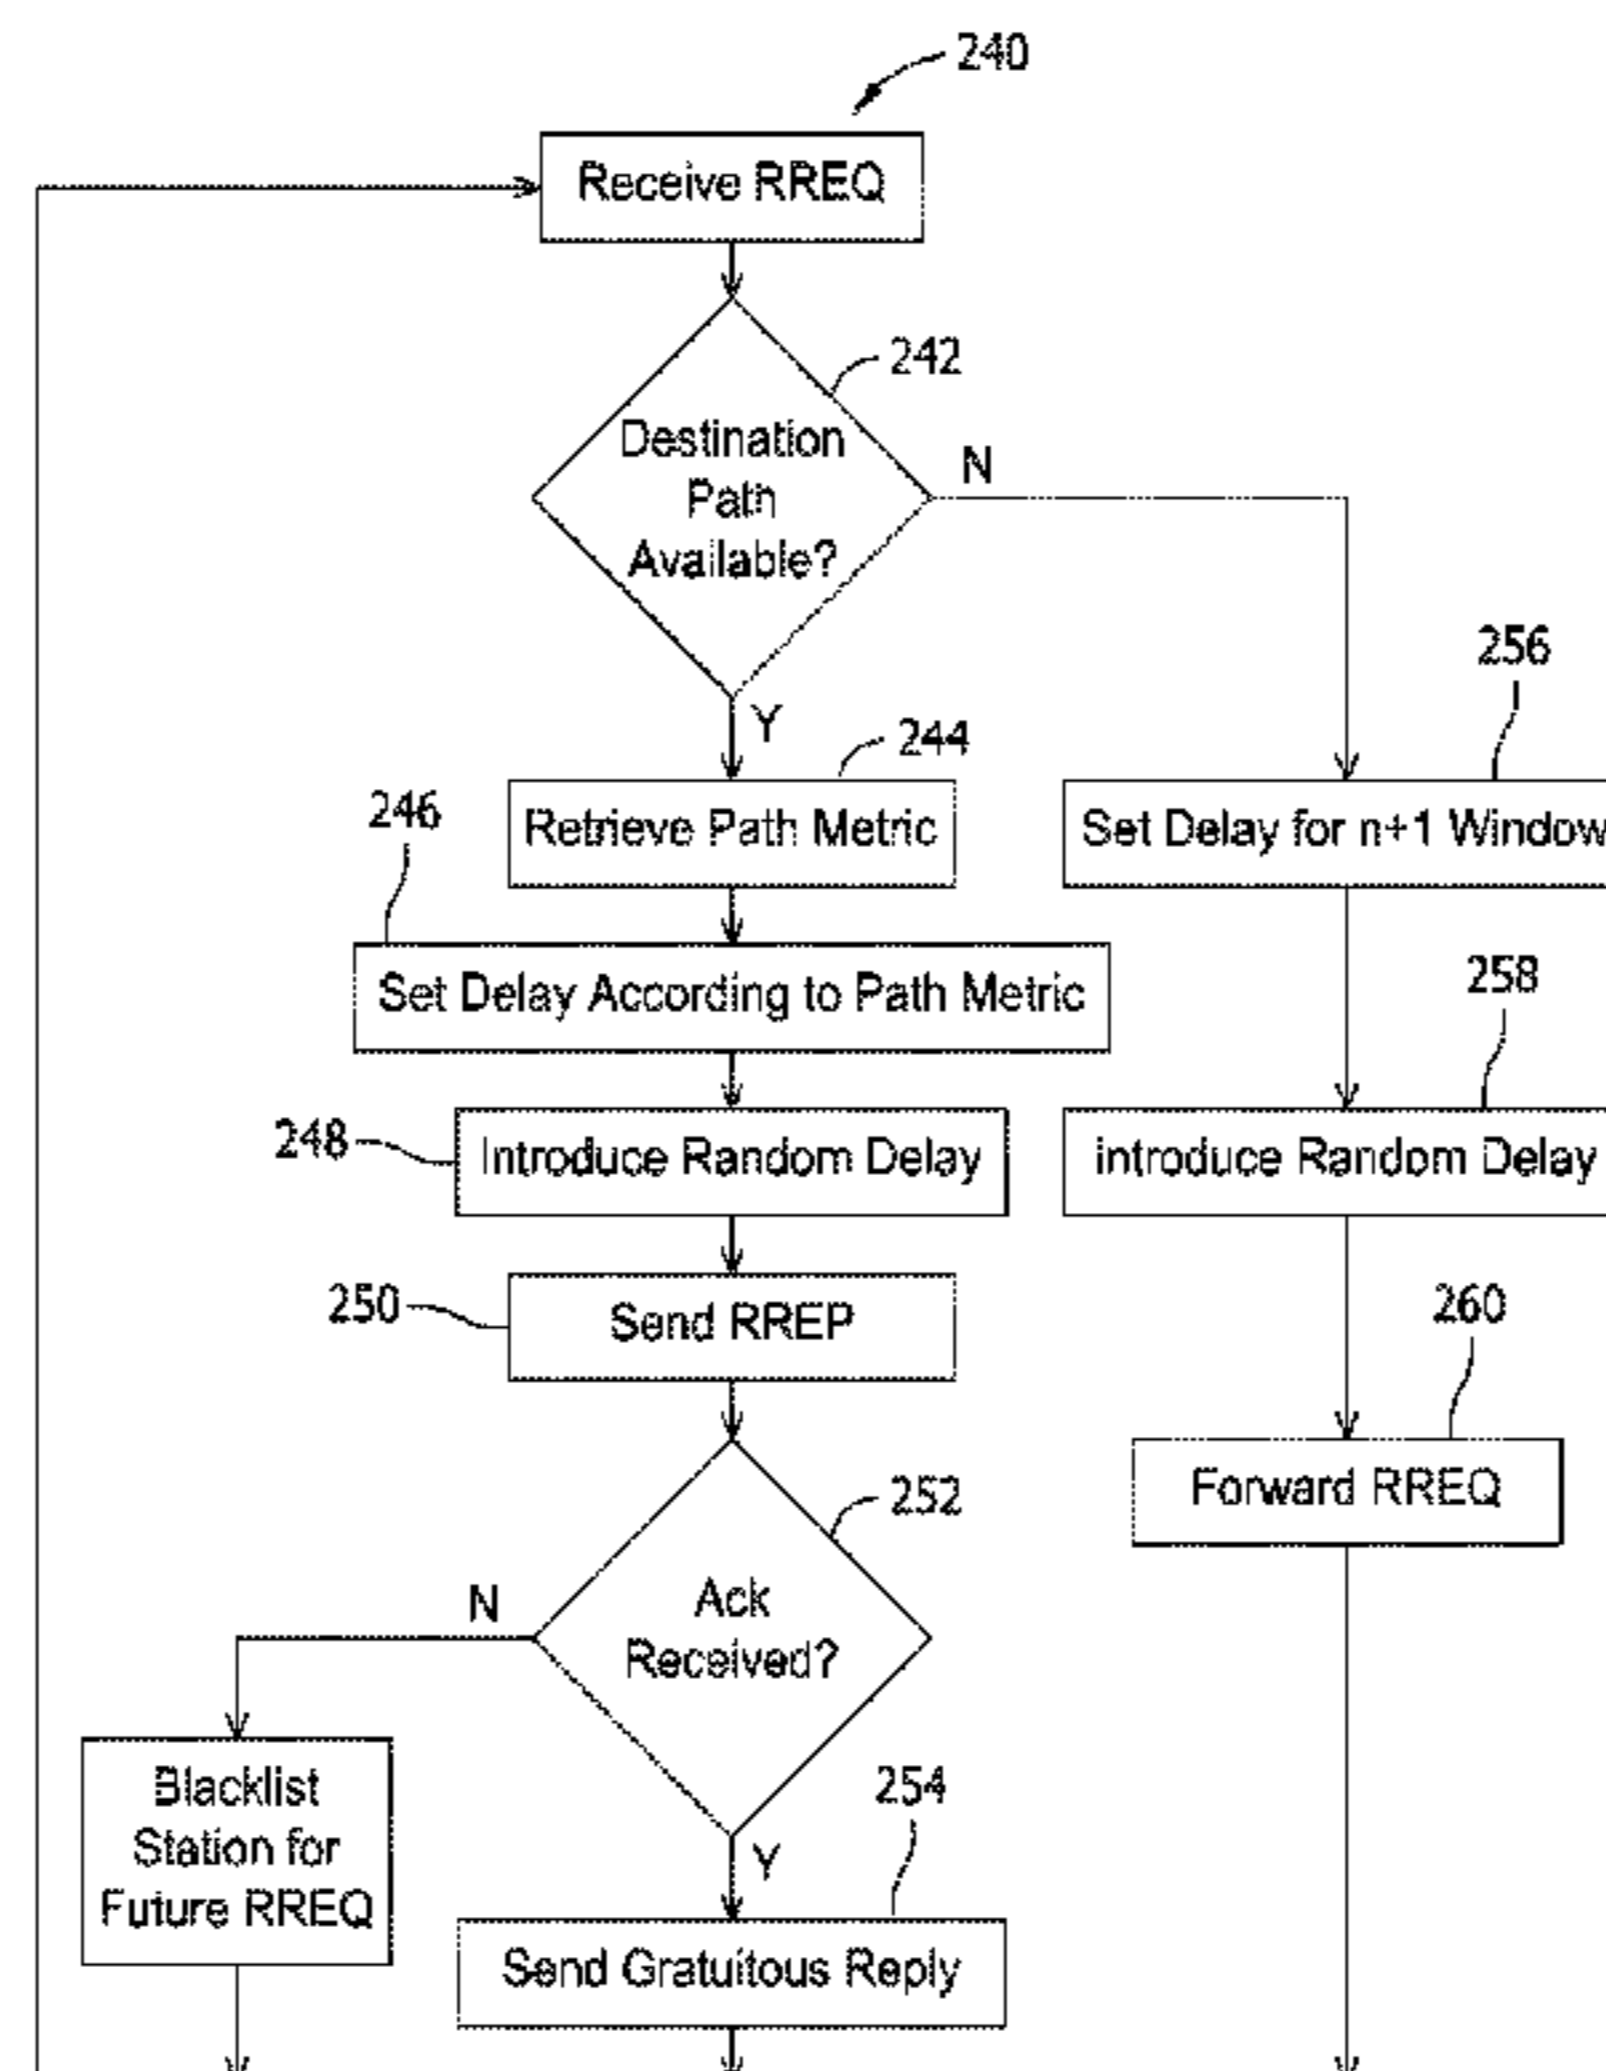 240
Receive RREQ
242
Destination
Path
Available?
N
Y
256
244
246
Retrieve Path Metric
Set Delay for n+1 Window
Set Delay According to Path Metric
258
248
Introduce Random Delay
introduce Random Delay
250
Send RREP
260
Forward RREQ
252
Ack
Received?
N
Y
Blacklist
Station for
Future RREQ
254
Send Gratuitous Reply